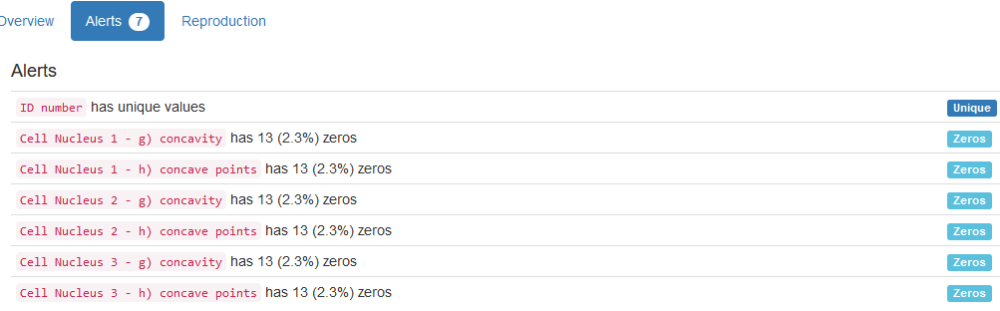 Overview Alerts 7 Reproduction
Alerts
ID number has unique values Unique
Cell Nucleus 1 - g) concavity has 13 (2.3%) zeros Zeros
Cell Nucleus 1 - h) concave points has 13 (2.3%) zeros Zeros
Cell Nucleus 2 - g) concavity has 13 (2.3%) zeros Zeros
Cell Nucleus 2 - h) concave points has 13 (2.3%) zeros Zeros
Cell Nucleus 3 - g) concavity has 13 (2.3%) zeros Zeros
Cell Nucleus 3 - h) concave points has 13 (2.3%) zeros Zeros